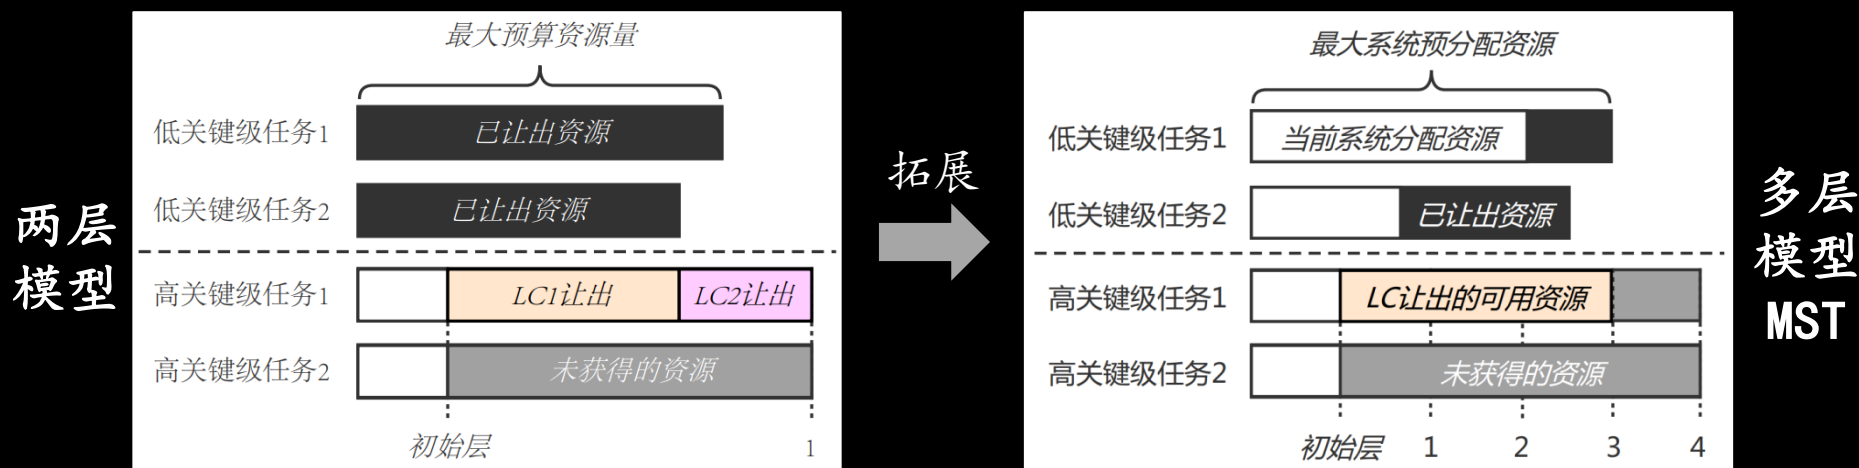 两层
模型
最大预算资源量
低关键级任务1
已让出资源
低关键级任务2
已让出资源
高关键级任务1
LC1让出
LC2让出
高关键级任务2
未获得的资源
初始层
1
拓展
最大系统预分配资源
低关键级任务1
当前系统分配资源
低关键级任务2
已让出资源
高关键级任务1
LC让出的可用资源
高关键级任务2
未获得的资源
初始层
1
2
3
4
多层
模型
MST